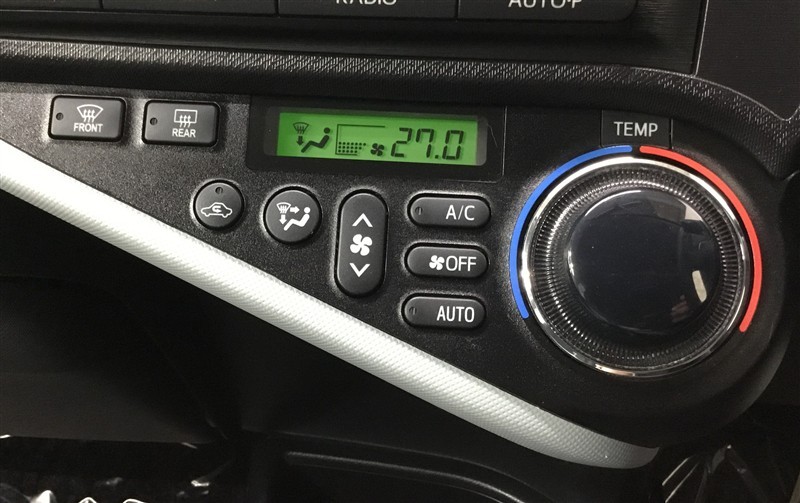 RADIO
AUTO·P
FRONT
REAR
27.0
TEMP
A/C
OFF
AUTO